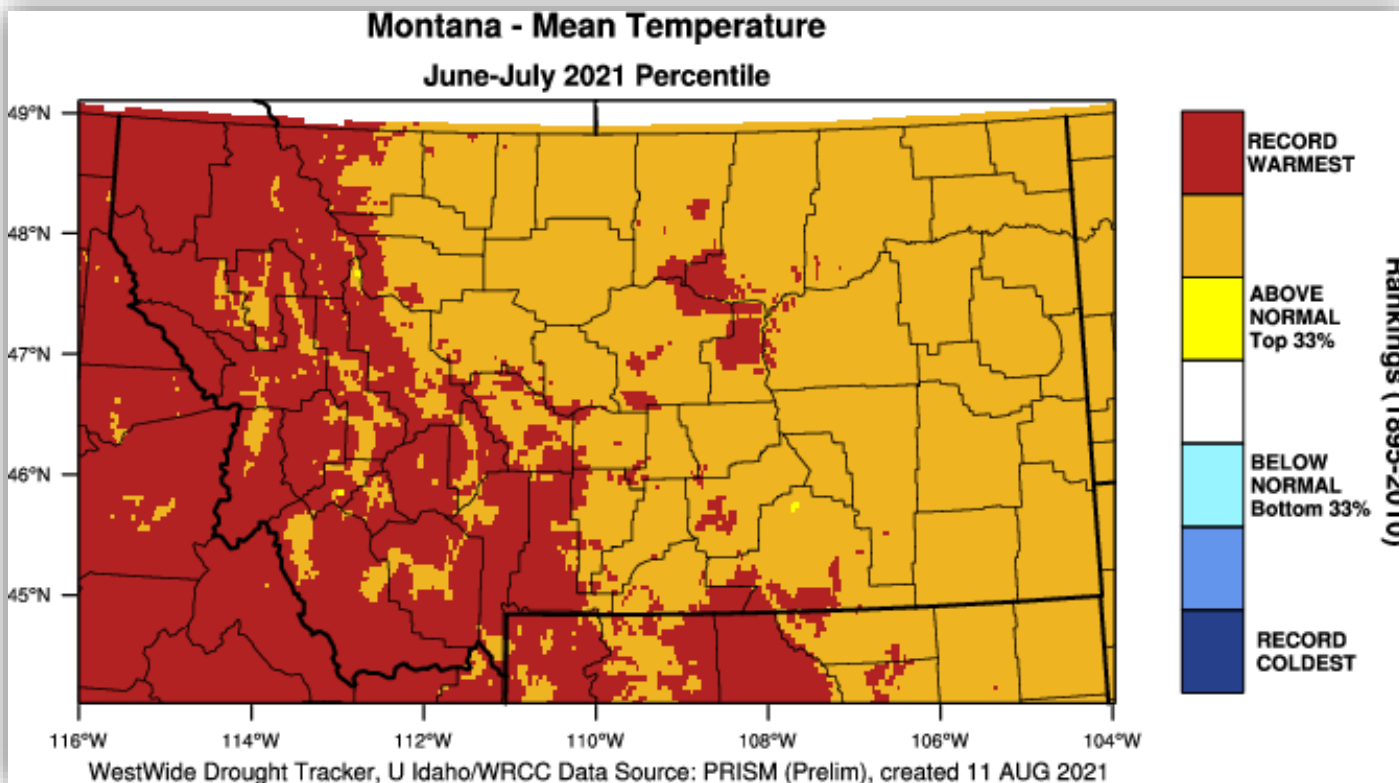 Montana - Mean Temperature
June-July 2021 Percentile
49°N
48°N
47°N
46°N
45°N
116°W
114°W
112°W
110°W
108°W
106°W
104°W
RECORD
WARMEST
ABOVE
NORMAL
Top 33%
BELOW
NORMAL
Bottom 33%
RECORD
COLDEST
Rankings (1895-2010)
WestWide Drought Tracker, U Idaho/WRCC Data Source: PRISM (Prelim), created 11 AUG 2021